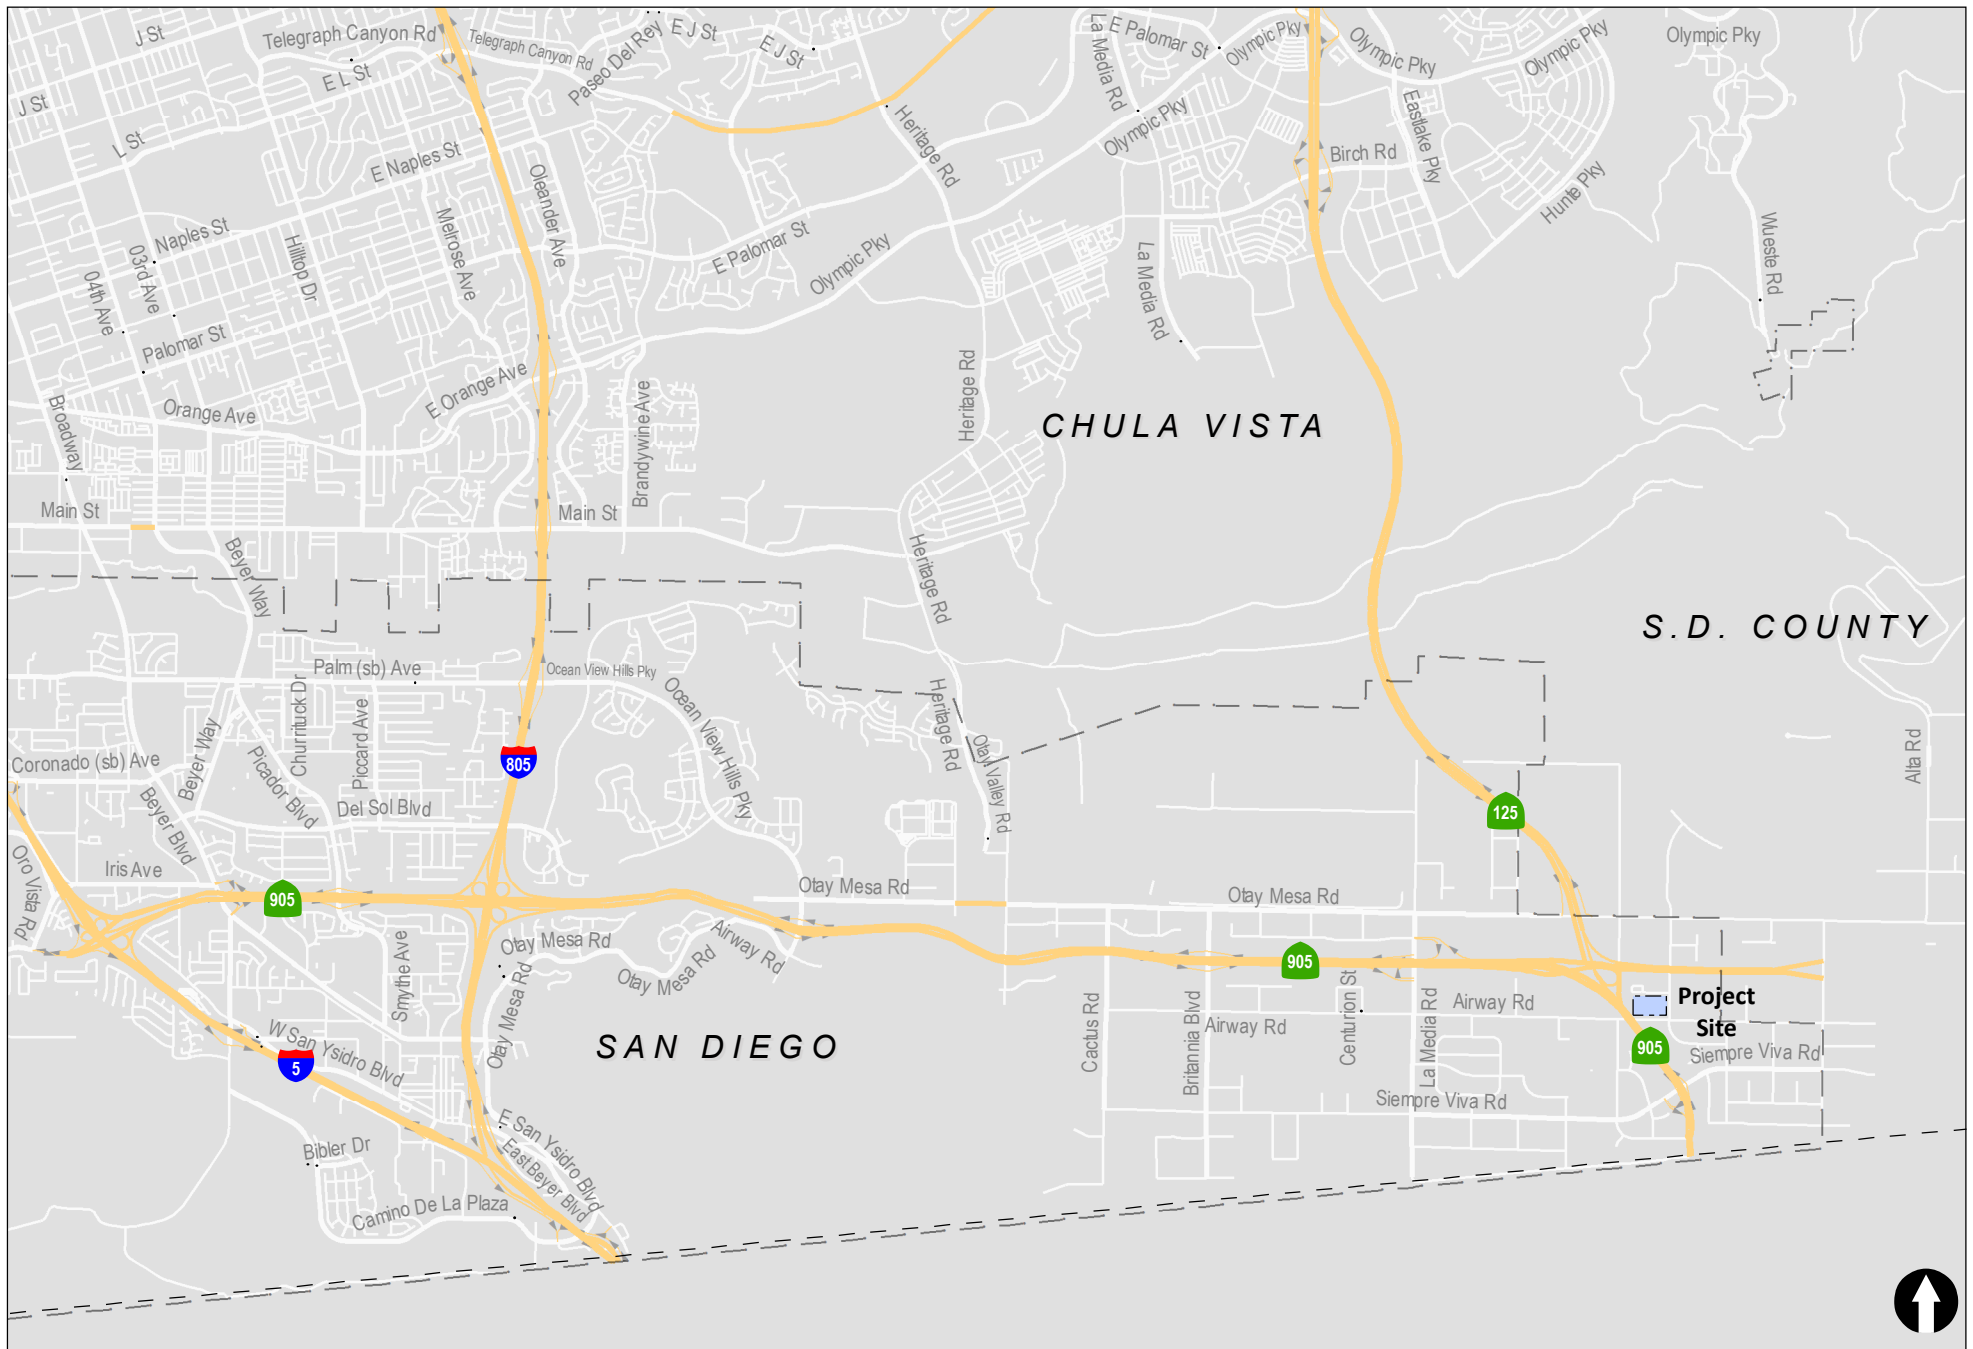 J St
Telegraph Canyon Rd
Telegraph Canyon Rd
Paseo Del Rey
E J St
E J St
La Media Rd
E Palomar St
Olympic Pky
Olympic Pky
Olympic Pky
Olympic Pky
J St
E L St
L St
E Naples St
Oleander Ave
Heritage Rd
Olympic Pky
Birch Rd
Eastlake Pky
Hunte Pky
Naples St
03rd Ave
04th Ave
Hilltop Dr
Melrose Ave
E Palomar St
Olympic Pky
La Media Rd
Wueste Rd
Palomar St
E Orange Ave
Orange Ave
Broadway
Brandywine Ave
Heritage Rd
CHULA VISTA
Main St
Main St
Beyer Way
Heritage Rd
S.D. COUNTY
Palm (sb) Ave
Ocean View Hills Pky
Ocean View Hills Pky
Heritage Rd
Otay Valley Rd
Churrituck Dr
Piccard Ave
Beyer Way
Picador Blvd
Coronado (sb) Ave
805
Alta Rd
Beyer Blvd
Del Sol Blvd
125
Oro Vista Rd
Iris Ave
905
Otay Mesa Rd
Otay Mesa Rd
Smythe Ave
Otay Mesa Rd
Otay Mesa Rd
Otay Mesa Rd
Airway Rd
905
Cactus Rd
Britannia Blvd
Airway Rd
Centurion St
La Media Rd
Airway Rd
Project
Site
905
Siempre Viva Rd
W San Ysidro Blvd
5
SAN DIEGO
Siempre Viva Rd
E San Ysidro Blvd
East Beyer Blvd
Bibler Dr
Camino De La Plaza